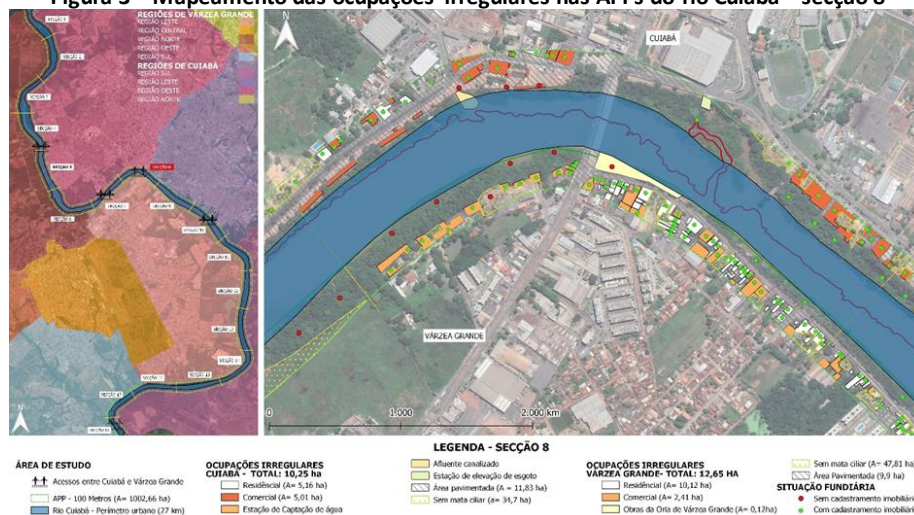 Figura 5 – Mapeamento das ocupações irregulares nas APPs do rio Cuiabá – secção 8
REGIÕES DE VÁRZEA GRANDE
REGIÃO LESTE
REGIÃO CENTRAL
REGIÃO NORTE
REGIÃO OESTE
REGIÃO SUL
REGIÕES DE CUIABÁ
REGIÃO SUL
REGIÃO LESTE
REGIÃO OESTE
REGIÃO NORTE
N
CUIABÁ
VÁRZEA GRANDE
0 1.000 2.000 km
N
ÁREA DE ESTUDO
Acessos entre Cuiabá e Várzea Grande
APP - 100 Metros (A= 1002,66 ha)
Rio Cuiabá - Perímetro urbano (27 km)
OCUPAÇÕES IRREGULARES
CUIABÁ - TOTAL: 10,25 ha)
Residêncial (A= 5,16 ha)
Comercial (A= 5,01 ha)
Estação de Captação de água
LEGENDA - SECÇÃO 8
Afluente canalizado
Estação de elevação de esgoto
Área pavimentada (A = 11,83 ha)
Sem mata ciliar (A= 34,7 ha)
OCUPAÇÕES IRREGULARES
VÁRZEA GRANDE- TOTAL: 12,65 HA)
Residêncial (A= 10,12 ha)
Comercial (A= 2,41 ha)
Obras da Orla de Várzea Grande (A= 0,12ha)
Sem mata ciliar (A= 47,81 ha)
Área Pavimentada (9,9 ha)
SITUAÇÃO FUNDIÁRIA
Sem cadastramento imobiliári
Com cadastramento imobiliári